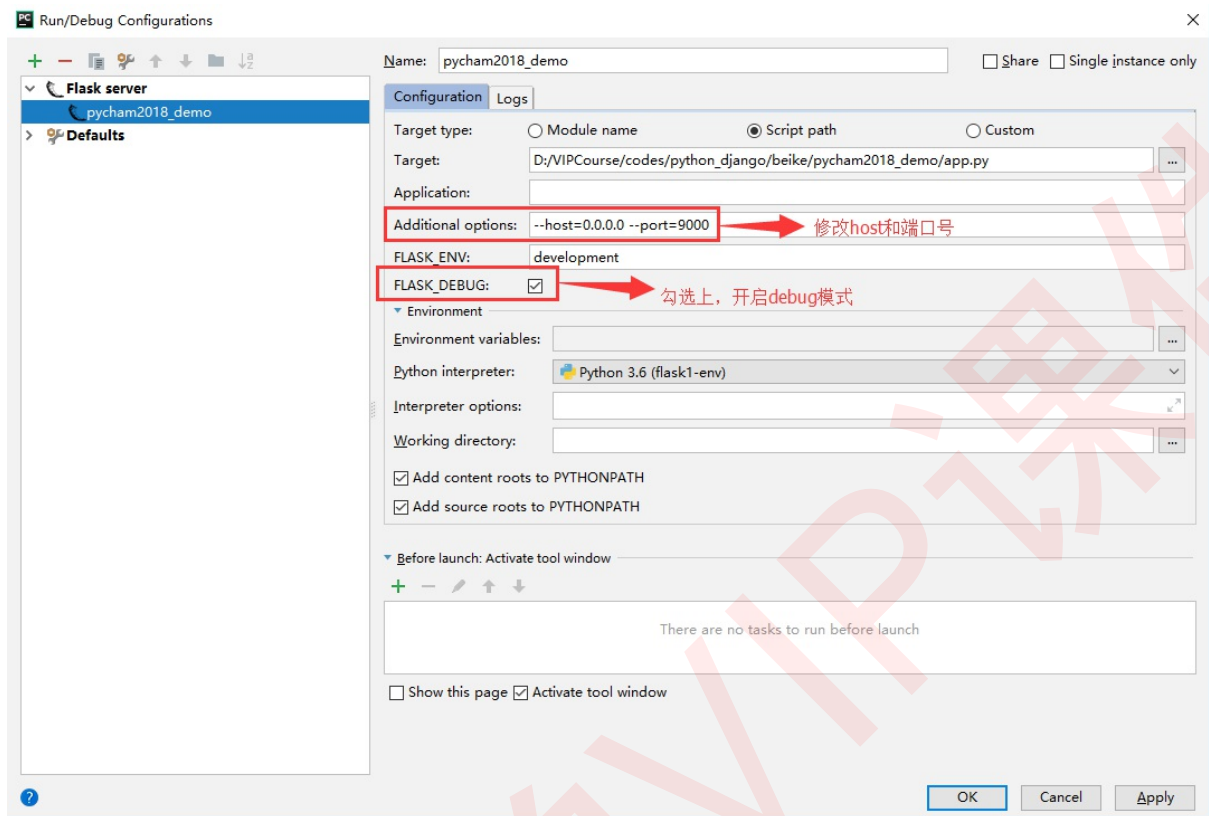 PC Run/Debug Configurations
Flask server
pycham2018_demo
Defaults
Name: pycham2018_demo Share Single instance only
Configuration Logs
Target type: Module name Script path Custom
Target: D:/VIPCourse/codes/python_django/beike/pycham2018_demo/app.py ...
Application:
Additional options: --host=0.0.0.0 --port=9000 修改host和端口号
FLASK_ENV: development
FLASK_DEBUG: 勾选上，开启debug模式
Environment
Environment variables: ...
Python interpreter: Python 3.6 (flask1-env)
Interpreter options:
Working directory: ...
Add content roots to PYTHONPATH
Add source roots to PYTHONPATH
Before launch: Activate tool window
There are no tasks to run before launch
Show this page Activate tool window
? OK Cancel Apply
VIP课